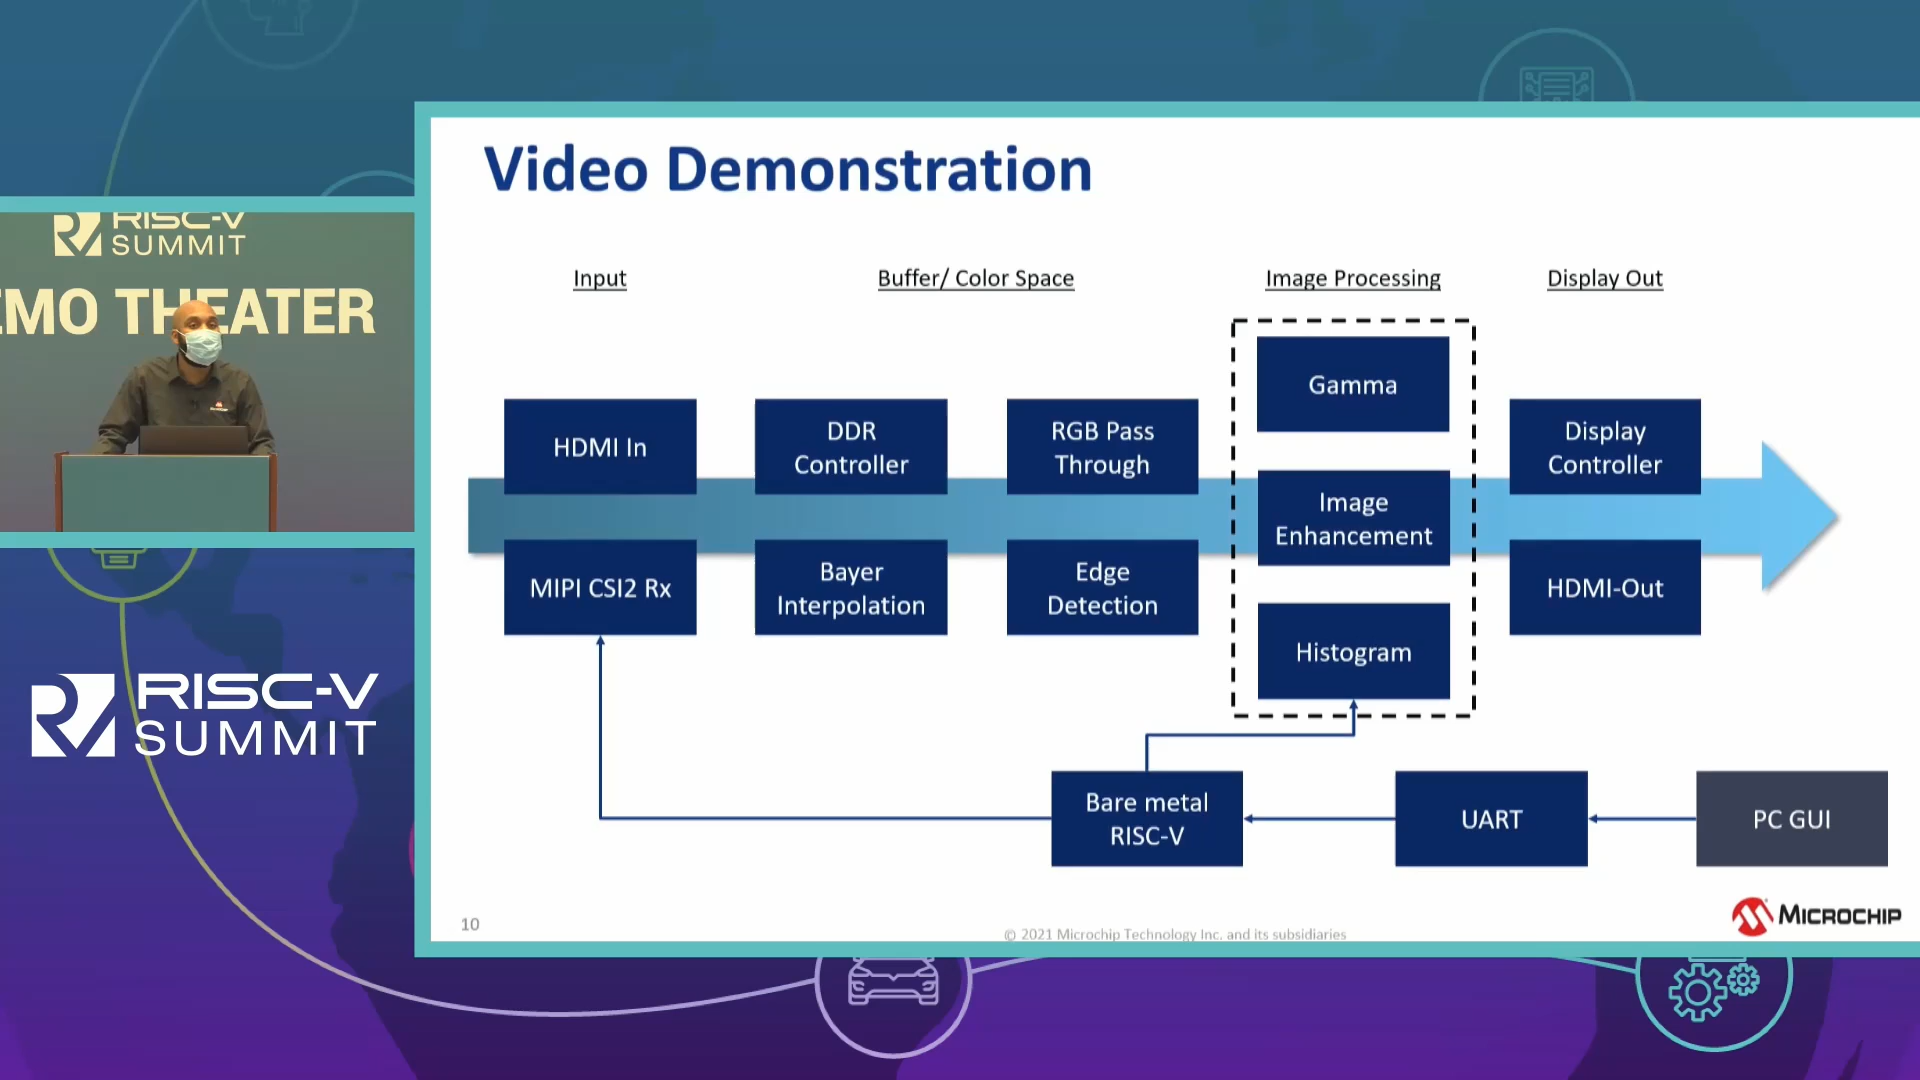 Video Demonstration
RISC-V
SUMMIT
EMO THEATER
Input
Buffer/ Color Space
Image Processing
Display Out
HDMI In
DDR
Controller
RGB Pass
Through
Gamma
Display
Controller
Image
Enhancement
MIPI CSI2 Rx
Bayer
Interpolation
Edge
Detection
HDMI-Out
Histogram
RISC-V
SUMMIT
Bare metal
RISC-V
UART
PC GUI
10
© 2021 Microchip Technology Inc. and its subsidiaries
MICROCHIP